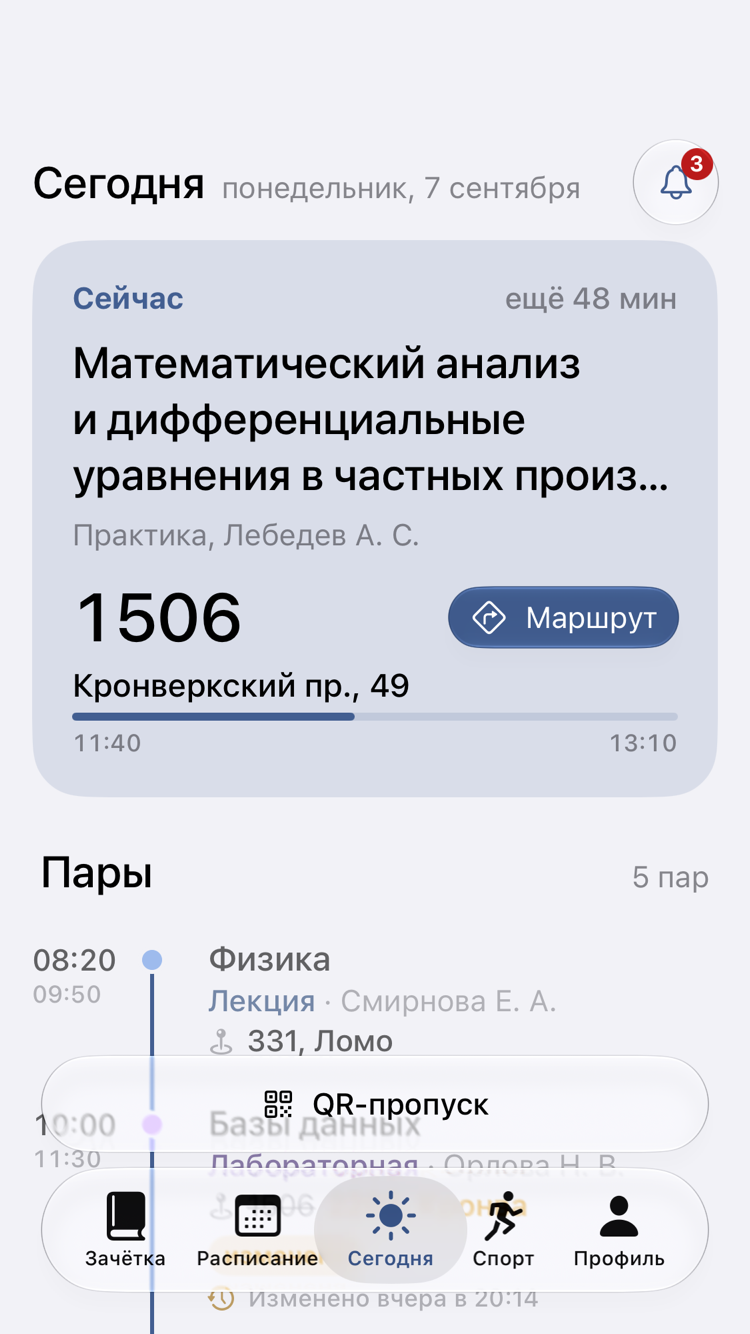 Сегодня понедельник, 7 сентября
3
Сейчас ещё 48 мин
Математический анализ
и дифференциальные
уравнения в частных произ...
Практика, Лебедев А. С.
1506 Маршрут
Кронверкский пр., 49
11:40 13:10
Пары 5 пар
08:20 Физика
09:50 Лекция · Смирнова Е. А.
331, Ломо
QR-пропуск
10:00 Базы данных
11:30 Лабораторная · Орлова Н. В.
Зачётка Расписание Сегодня Спорт Профиль
Изменено вчера в 20:14